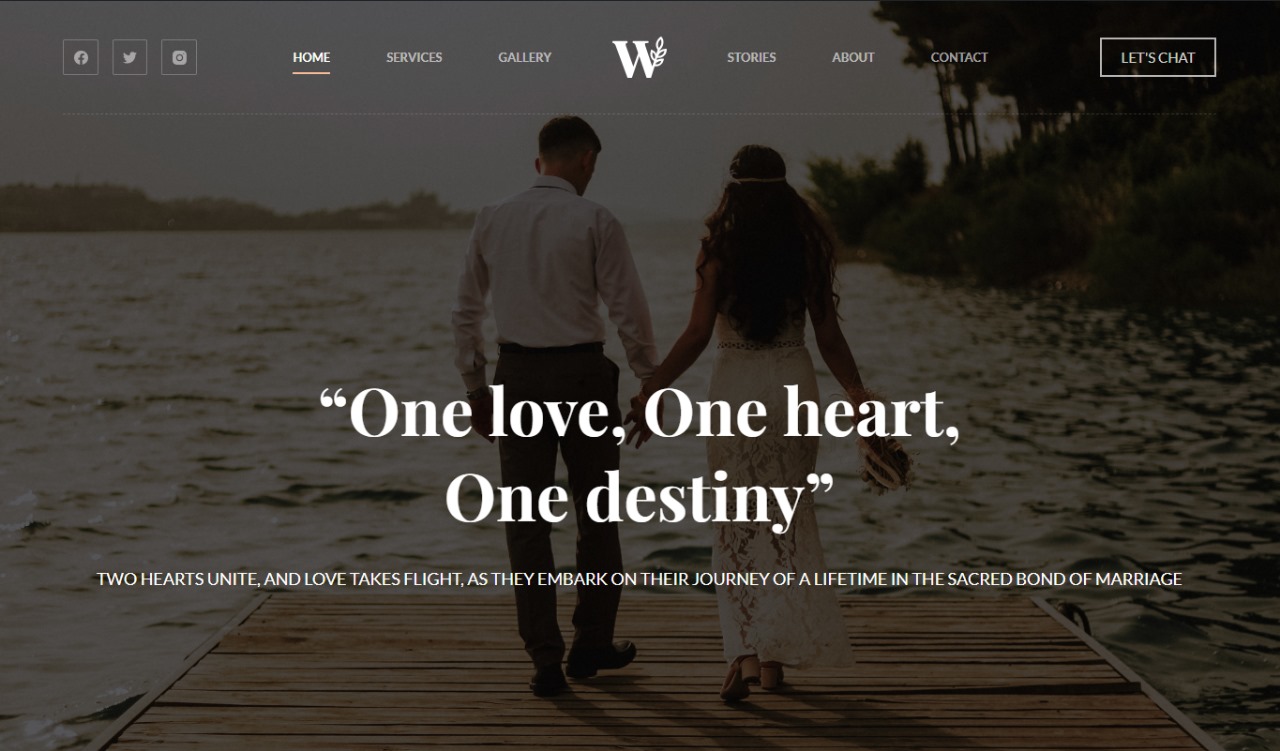 HOME SERVICES GALLERY W STORIES ABOUT CONTACT LET'S CHAT
“One love, One heart,
One destiny”
TWO HEARTS UNITE, AND LOVE TAKES FLIGHT, AS THEY EMBARK ON THEIR JOURNEY OF A LIFETIME IN THE SACRED BOND OF MARRIAGE